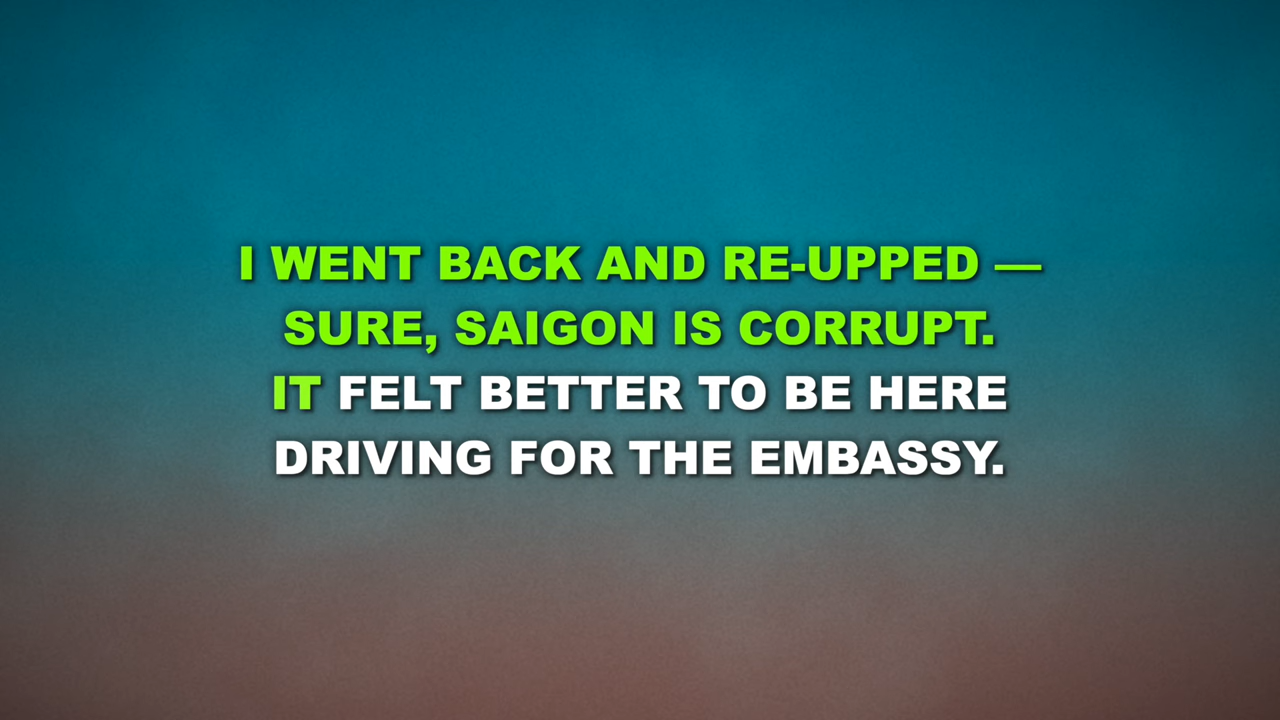 I WENT BACK AND RE-UPPED —
SURE, SAIGON IS CORRUPT.
IT FELT BETTER TO BE HERE
DRIVING FOR THE EMBASSY.